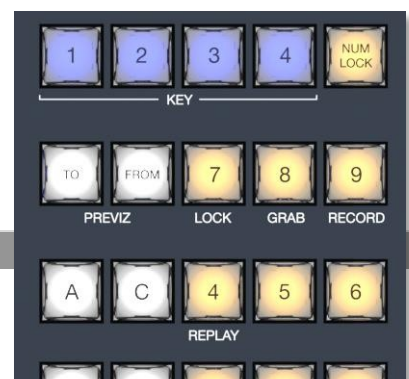 1 2 3 4 NUM LOCK
KEY
TO FROM 7 8 9
PREVIZ LOCK GRAB RECORD
A C 4 5 6
REPLAY